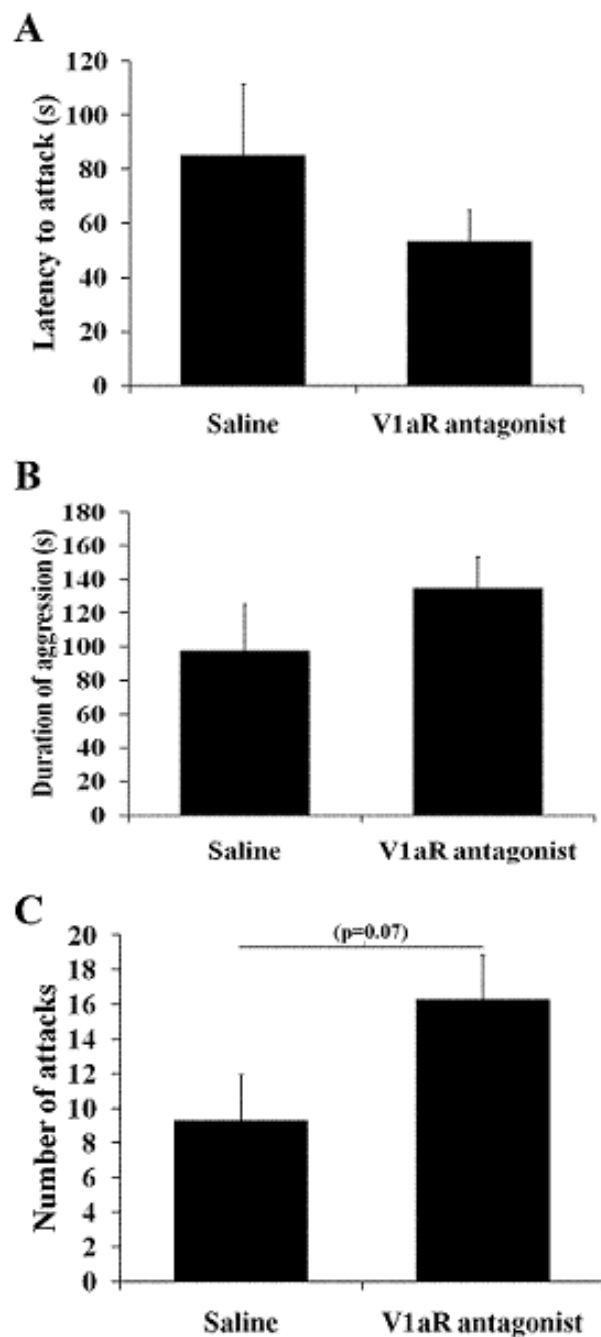 A
Latency to attack (s)
120
100
80
60
40
20
0
Saline V1aR antagonist
B
Duration of aggression (s)
180
160
140
120
100
80
60
40
20
0
Saline V1aR antagonist
C
Number of attacks
20
18
16
14
12
10
8
6
4
2
0
(p=0.07)
Saline V1aR antagonist